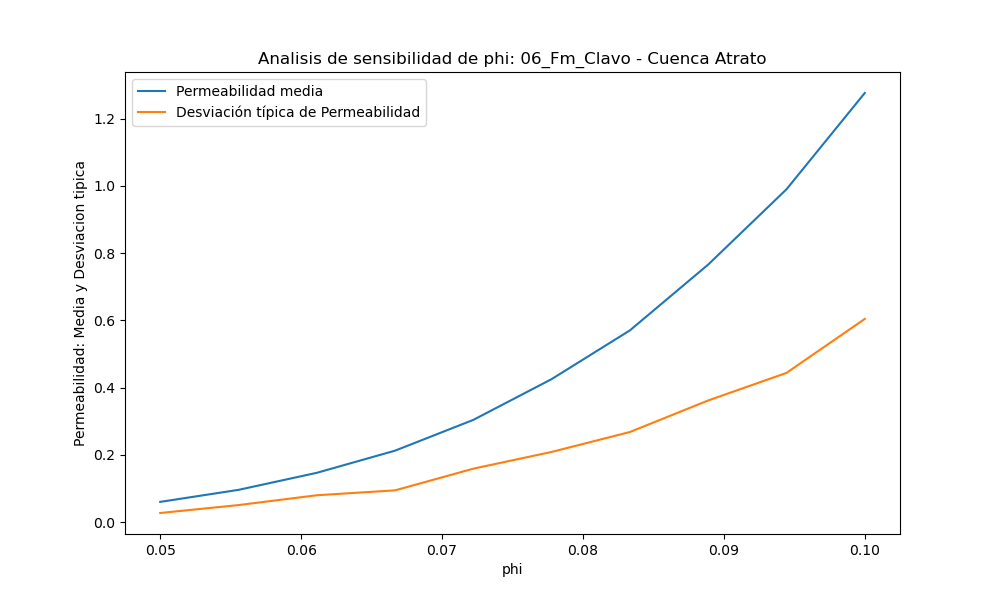 Analisis de sensibilidad de phi: 06_Fm_Clavo - Cuenca Atrato
Permeabilidad media
Desviación típica de Permeabilidad
Permeabilidad: Media y Desviacion tipica
1.2
1.0
0.8
0.6
0.4
0.2
0.0
0.05 0.06 0.07 0.08 0.09 0.10
phi